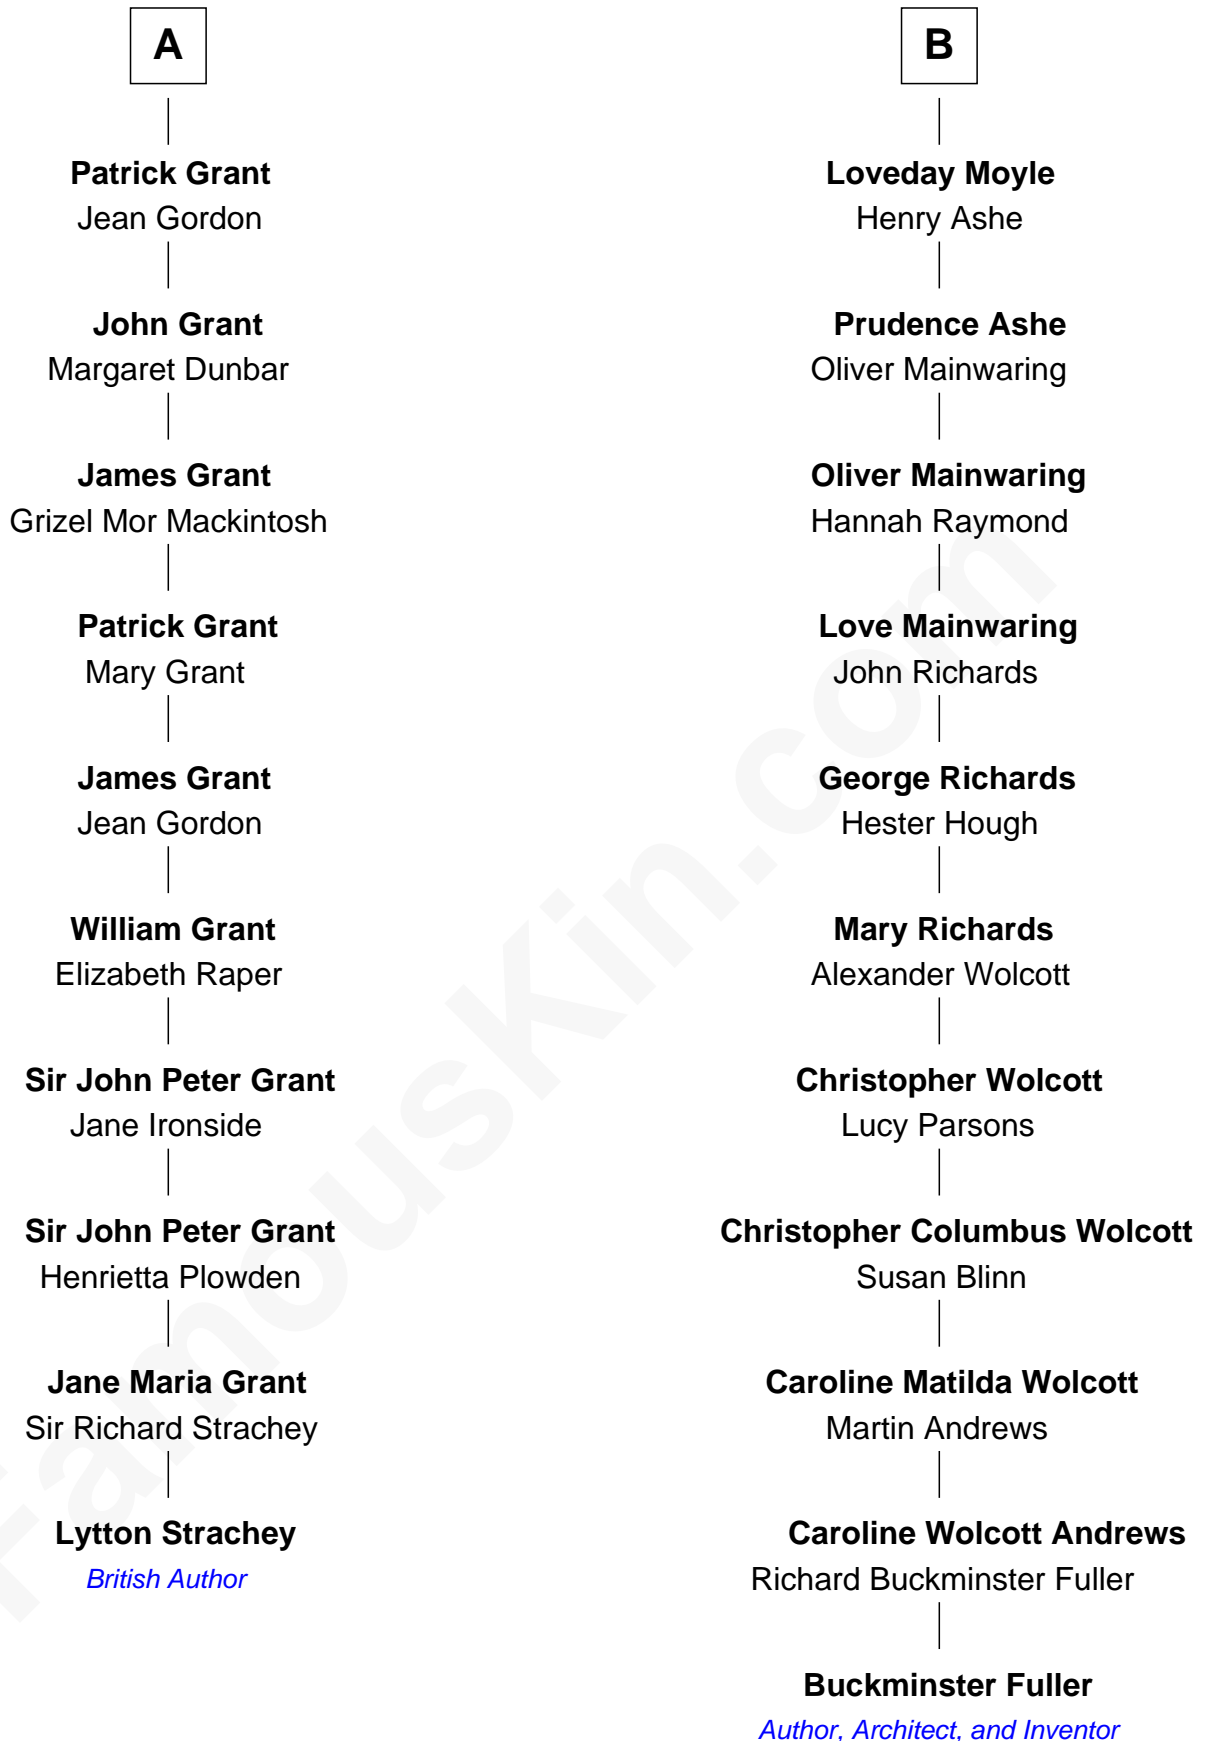 A
Patrick Grant
Jean Gordon
John Grant
Margaret Dunbar
James Grant
Grizel Mor Mackintosh
Patrick Grant
Mary Grant
James Grant
Jean Gordon
William Grant
Elizabeth Raper
Sir John Peter Grant
Jane Ironside
Sir John Peter Grant
Henrietta Plowden
Jane Maria Grant
Sir Richard Strachey
Lytton Strachey
British Author
B
Loveday Moyle
Henry Ashe
Prudence Ashe
Oliver Mainwaring
Oliver Mainwaring
Hannah Raymond
Love Mainwaring
John Richards
George Richards
Hester Hough
Mary Richards
Alexander Wolcott
Christopher Wolcott
Lucy Parsons
Christopher Columbus Wolcott
Susan Blinn
Caroline Matilda Wolcott
Martin Andrews
Caroline Wolcott Andrews
Richard Buckminster Fuller
Buckminster Fuller
Author, Architect, and Inventor
FamousKin.com